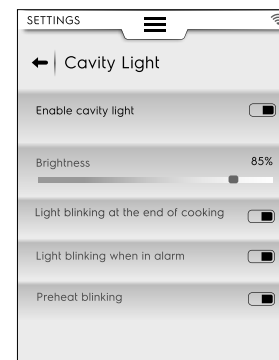 SETTINGS
Cavity Light
Enable cavity light
Brightness 85%
Light blinking at the end of cooking
Light blinking when in alarm
Preheat blinking